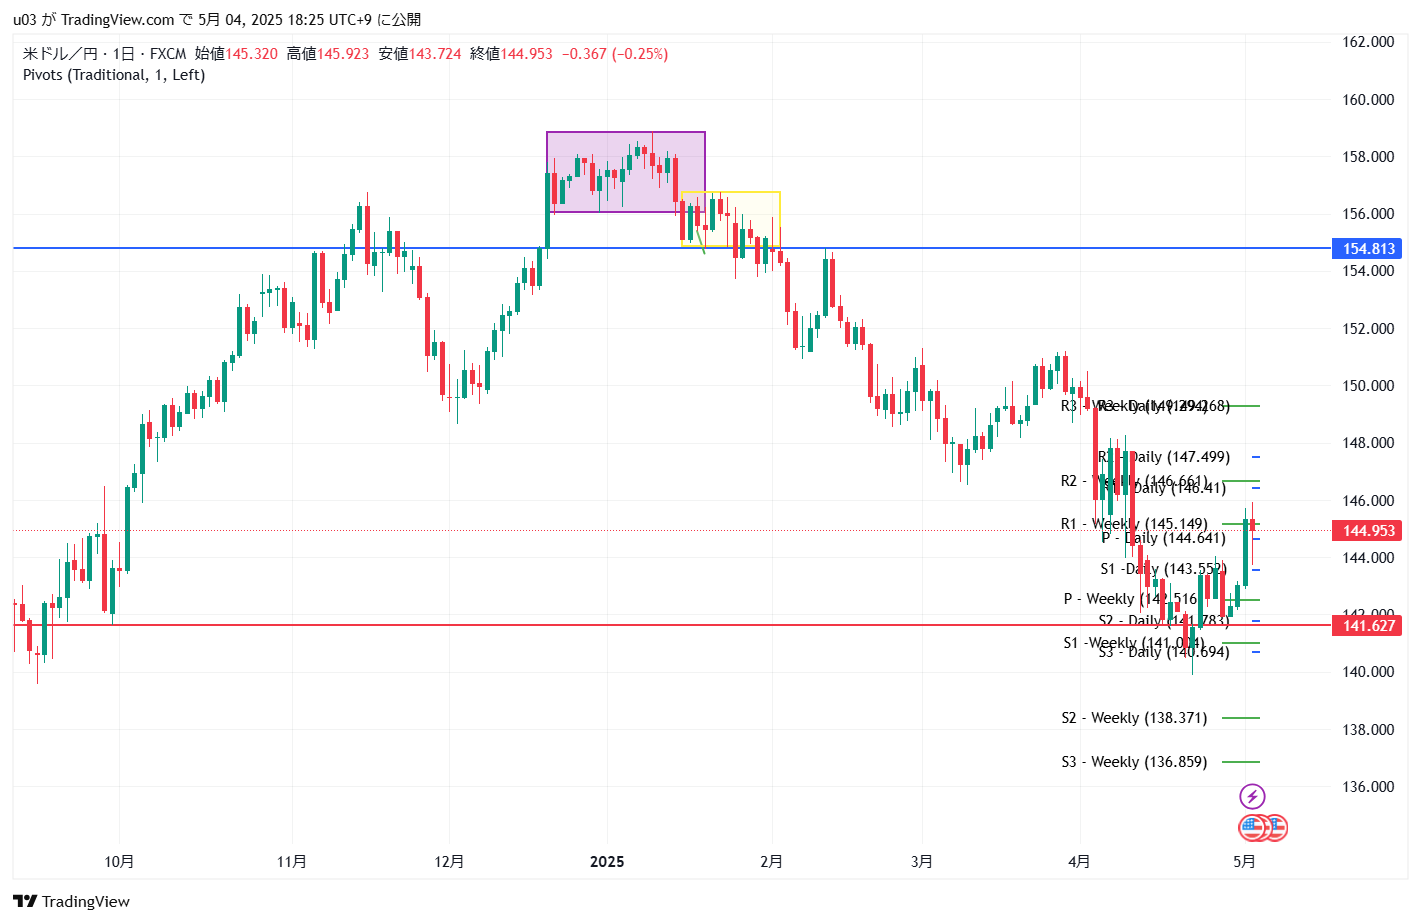 u03 が TradingView.com で 5月 04, 2025 18:25 UTC+9 に公開
米ドル／円・1日・FXCM 始値145.320 高値145.923 安値143.724 終値144.953 −0.367 (−0.25%)
Pivots (Traditional, 1, Left)
162.000
160.000
158.000
156.000
154.813
154.000
152.000
150.000
R3 - Weekly
148.000
Daily (147.499)
R2 - Weekly (146.661)
Daily (146.41)
146.000
R1 - Weekly (145.149)
144.953
P - Daily (144.641)
144.000
S1 -Daily (143.552)
P - Weekly (142.516
142.000
S2 - Daily (141.783)
141.627
S1 -Weekly (141.004)
S3 - Daily (140.694)
140.000
S2 - Weekly (138.371)
138.000
S3 - Weekly (136.859)
136.000
10月 11月 12月 2025 2月 3月 4月 5月
TradingView